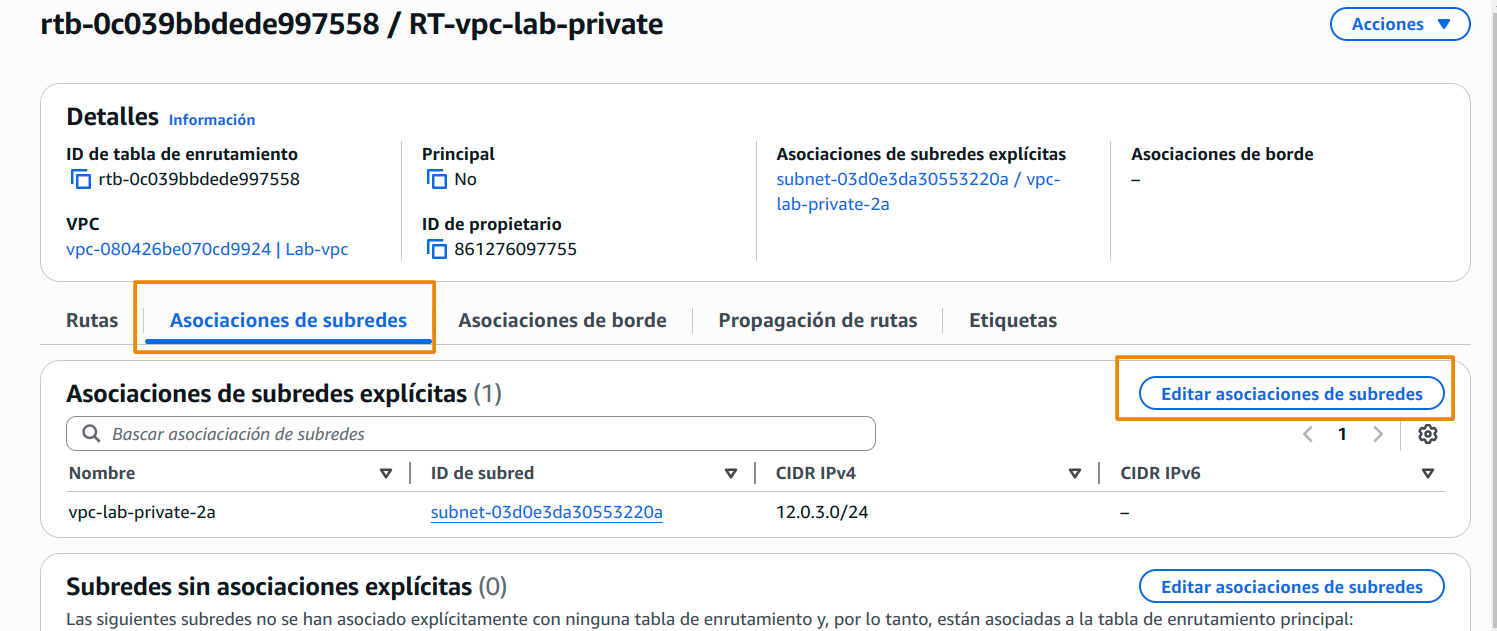 rtb-0c039bbdede997558 / RT-vpc-lab-private
Acciones
Detalles Información
ID de tabla de enrutamiento
rtb-0c039bbdede997558
VPC
vpc-080426be070cd9924 | Lab-vpc
Principal
No
ID de propietario
861276097755
Asociaciones de subredes explícitas
subnet-03d0e3da30553220a / vpc-
lab-private-2a
Asociaciones de borde
–
Rutas Asociaciones de subredes Asociaciones de borde Propagación de rutas Etiquetas
Asociaciones de subredes explícitas (1)
Editar asociaciones de subredes
Bascar asociaciación de subredes
1
Nombre ID de subred CIDR IPv4 CIDR IPv6
vpc-lab-private-2a subnet-03d0e3da30553220a 12.0.3.0/24 –
Subredes sin asociaciones explícitas (0)
Editar asociaciones de subredes
Las siguientes subredes no se han asociado explícitamente con ninguna tabla de enrutamiento y, por lo tanto, están asociadas a la tabla de enrutamiento principal: